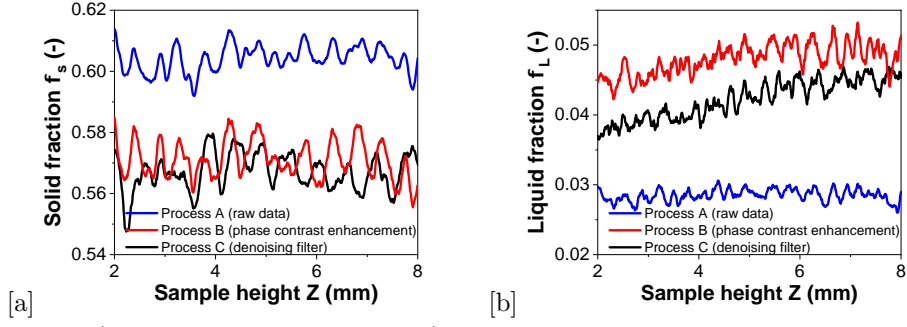 0.62
0.60
0.58
0.56
0.54
Solid fraction f_s (-)
Process A (raw data)
Process B (phase contrast enhancement)
Process C (denoising filter)
2 4 6 8
Sample height Z (mm)
[a]
0.05
0.04
0.03
0.02
Liquid fraction f_L (-)
Process A (raw data)
Process B (phase contrast enhancement)
Process C (denoising filter)
2 4 6 8
Sample height Z (mm)
[b]